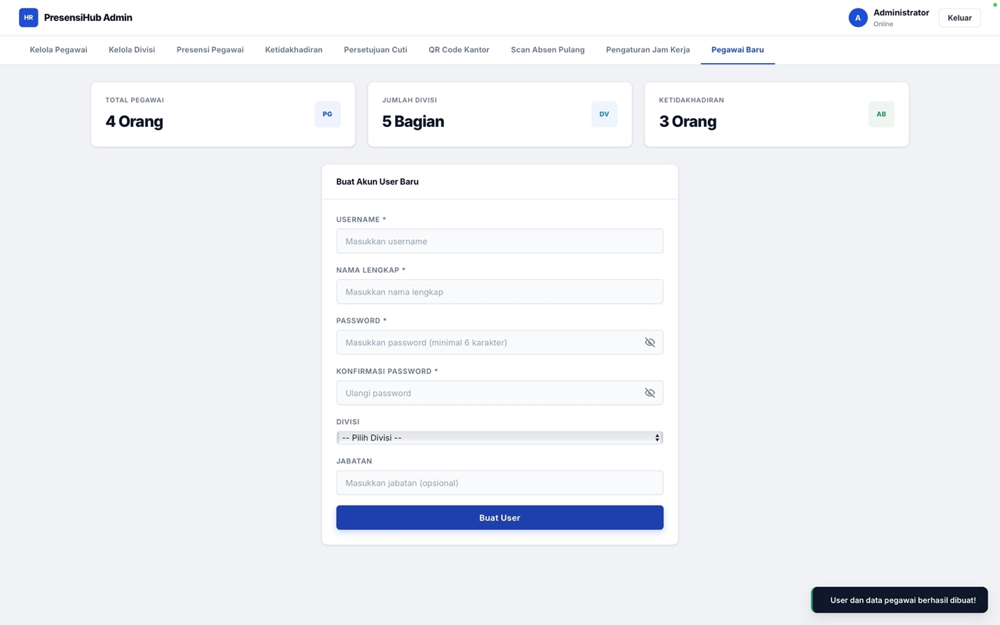 HR PresensiHub Admin
A Administrator
Online
Keluar
Kelola Pegawai Kelola Divisi Presensi Pegawai Ketidakhadiran Persetujuan Cuti QR Code Kantor Scan Absen Pulang Pengaturan Jam Kerja Pegawai Baru
TOTAL PEGAWAI
4 Orang
PG
JUMLAH DIVISI
5 Bagian
DV
KETIDAKHADIRAN
3 Orang
AB
Buat Akun User Baru
USERNAME *
Masukkan username
NAMA LENGKAP *
Masukkan nama lengkap
PASSWORD *
Masukkan password (minimal 6 karakter)
KONFIRMASI PASSWORD *
Ulangi password
DIVISI
-- Pilih Divisi --
JABATAN
Masukkan jabatan (opsional)
Buat User
User dan data pegawai berhasil dibuat!